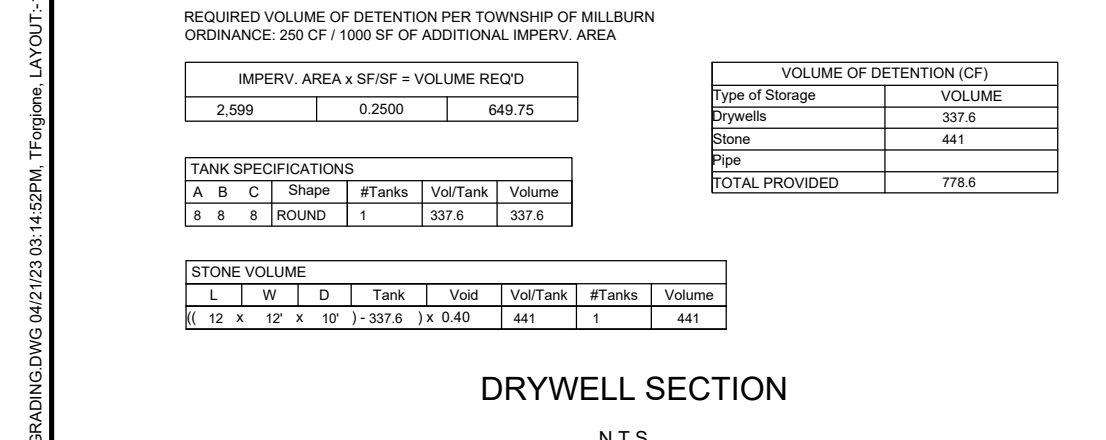 REQUIRED VOLUME OF DETENTION PER TOWNSHIP OF MILLBURN
ORDINANCE: 250 CF / 1000 SF OF ADDITIONAL IMPERV. AREA
IMPERV. AREA x SF/SF = VOLUME REQ'D
2,599 0.2500 649.75
VOLUME OF DETENTION (CF)
Type of Storage VOLUME
Drywells 337.6
Stone 441
Pipe
TOTAL PROVIDED 778.6
TANK SPECIFICATIONS
A B C Shape #Tanks Vol/Tank Volume
8 8 8 ROUND 1 337.6 337.6
STONE VOLUME
L W D Tank Void Vol/Tank #Tanks Volume
(( 12 x 12' x 10' ) - 337.6 ) x 0.40 441 1 441
DRYWELL SECTION
N.T.S.
GRADING.DWG 04/21/23 03:14:52PM, TForgione, LAYOUT:-